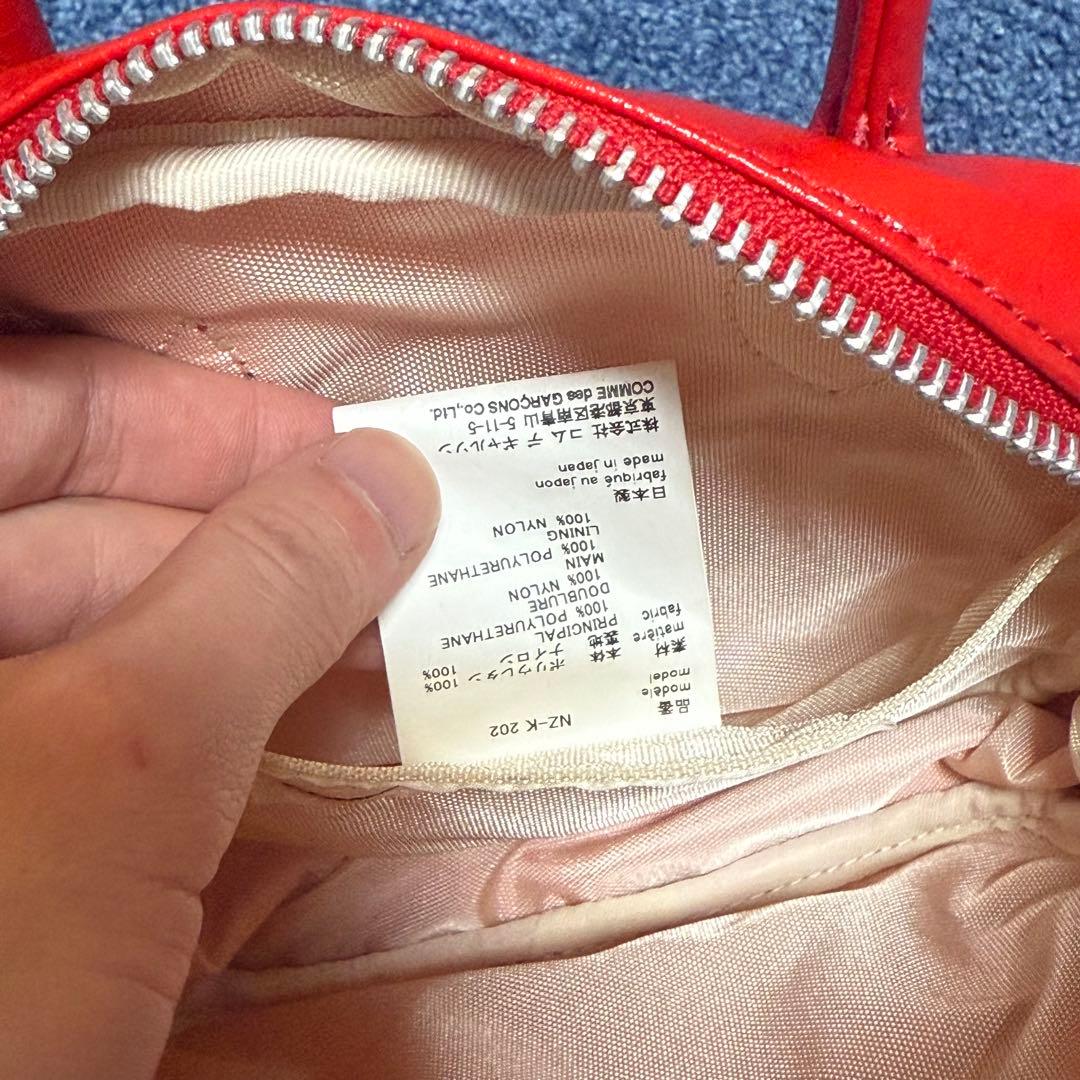 品番
modèle
model
NZ-K 202
素材
matière
fabric
本体 ポリウレタン 100%
裏地 ナイロン 100%
PRINCIPAL
100% POLYURETHANE
DOUBLURE
100% NYLON
MAIN
100% POLYURETHANE
LINING
100% NYLON
日本製
fabriqué au japon
made in japan
株式会社 コム デ ギャルソン
東京都港区南青山 5-11-5
COMME des GARÇONS Co.,Ltd.